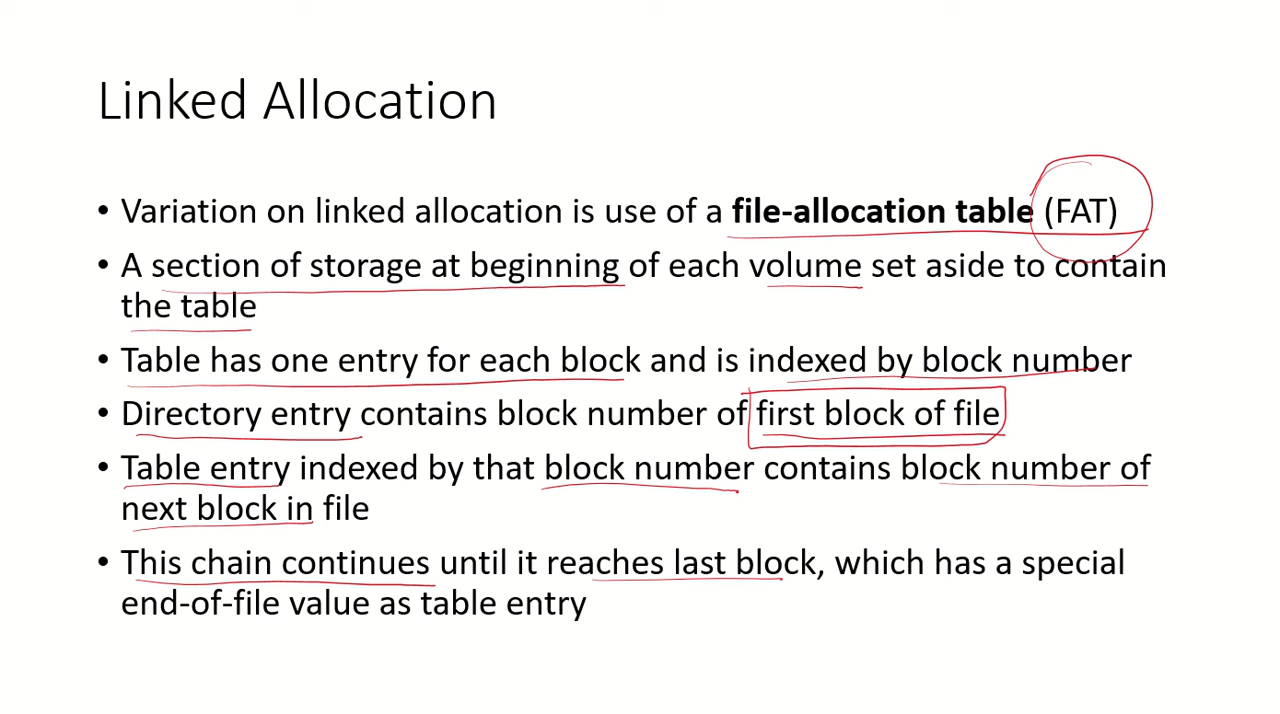 Linked Allocation
• Variation on linked allocation is use of a file-allocation table (FAT)
• A section of storage at beginning of each volume set aside to contain
the table
• Table has one entry for each block and is indexed by block number
• Directory entry contains block number of first block of file
• Table entry indexed by that block number contains block number of
next block in file
• This chain continues until it reaches last block, which has a special
end-of-file value as table entry